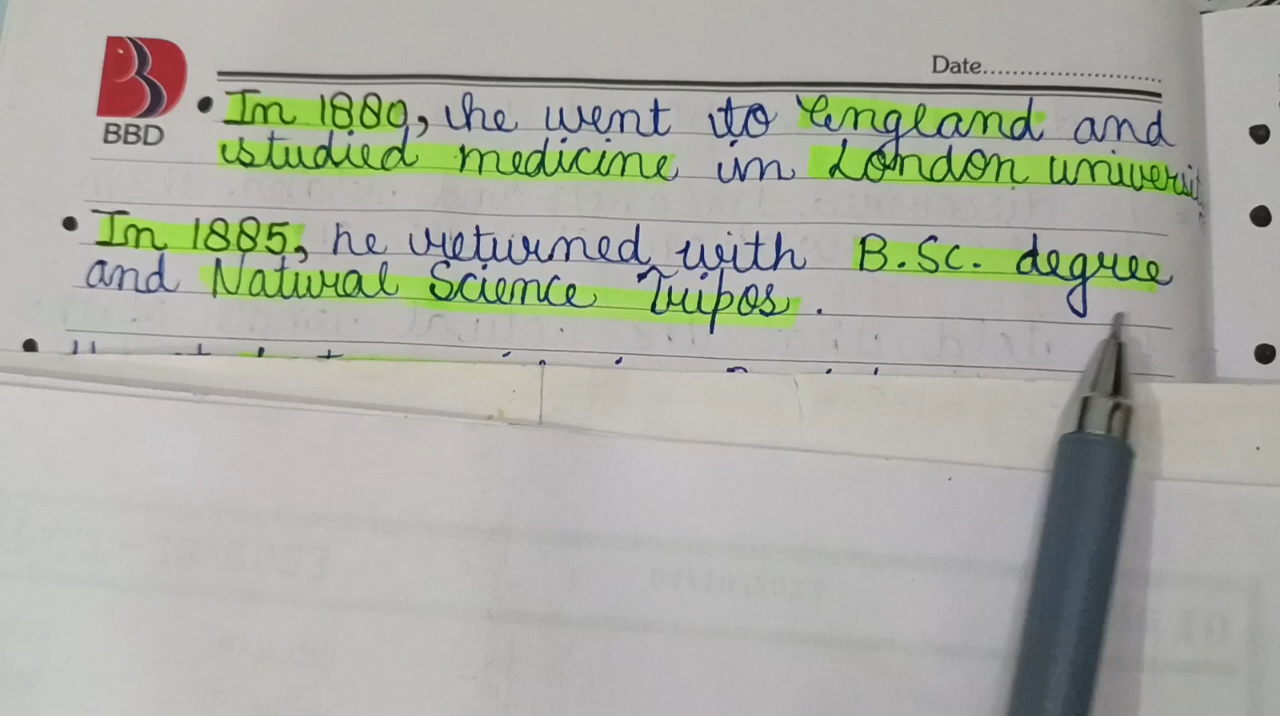 Date
BBD
• In 1880, he went to England and
studied medicine in London universit
• In 1885, he returned with B.Sc. degree
and Natural Science Tripos.